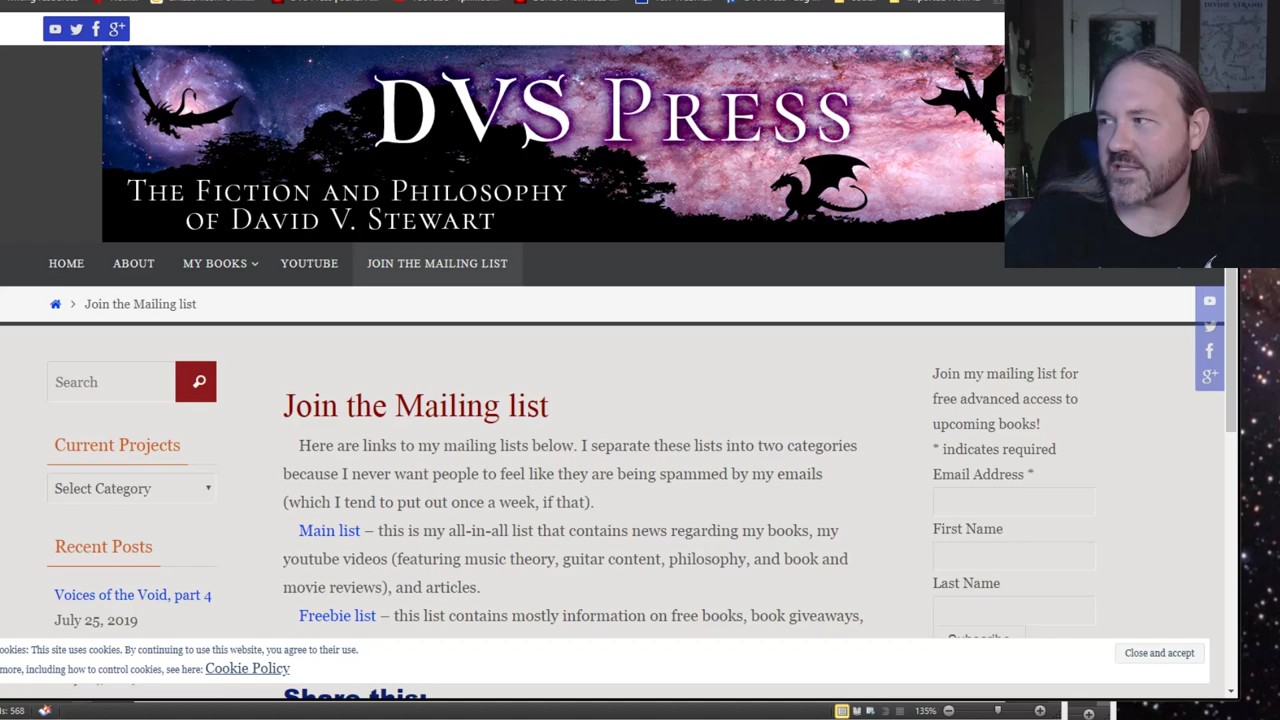 DVS PRESS
THE FICTION AND PHILOSOPHY
OF DAVID V. STEWART
HOME
ABOUT
MY BOOKS
YOUTUBE
JOIN THE MAILING LIST
Join the Mailing list
Search
Current Projects
Select Category
Recent Posts
Voices of the Void, part 4
July 25, 2019
Join the Mailing list
Here are links to my mailing lists below. I separate these lists into two categories
because I never want people to feel like they are being spammed by my emails
(which I tend to put out once a week, if that).
Main list – this is my all-in-all list that contains news regarding my books, my
youtube videos (featuring music theory, guitar content, philosophy, and book and
movie reviews), and articles.
Freebie list – this list contains mostly information on free books, book giveaways,
Share this:
Join my mailing list for
free advanced access to
upcoming books!
* indicates required
Email Address *
First Name
Last Name
Subscribe
ookies: This site uses cookies. By continuing to use this website, you agree to their use.
more, including how to control cookies, see here: Cookie Policy
Close and accept
ds: 568
135%